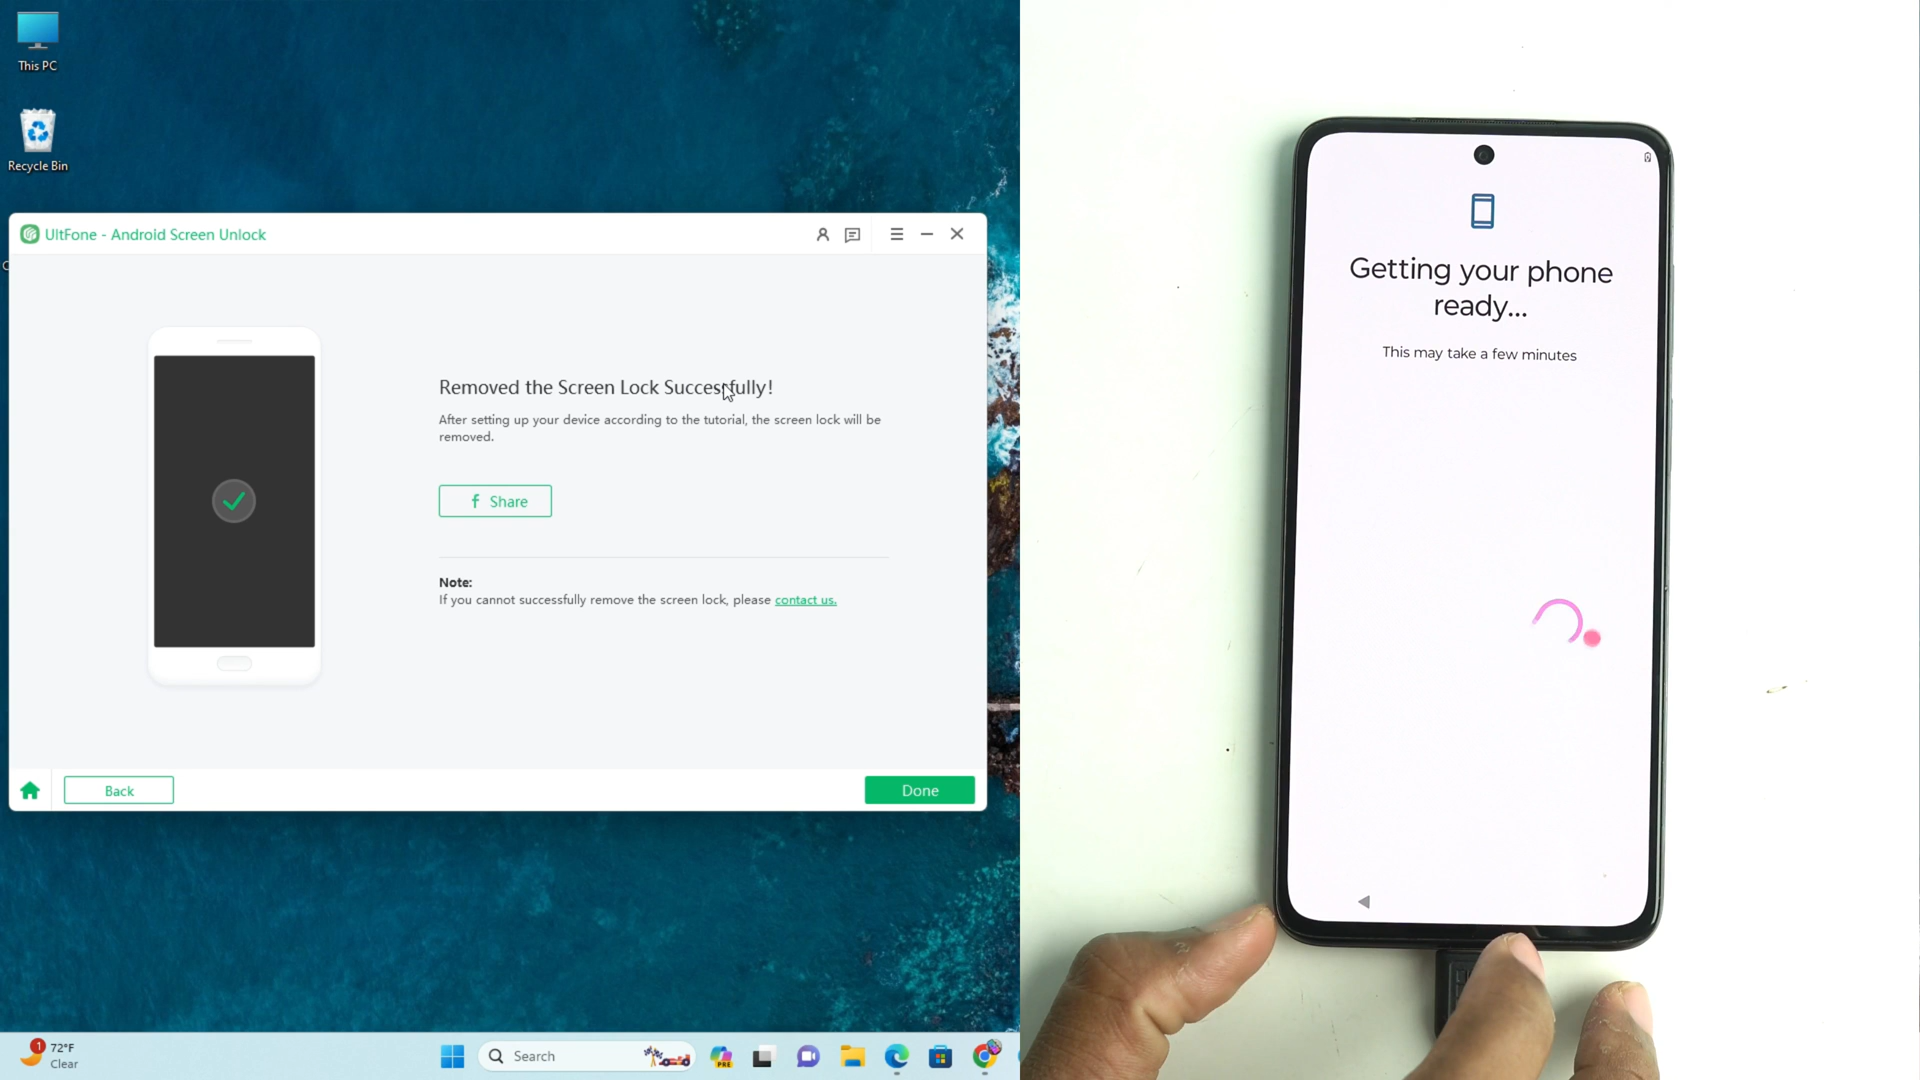 This PC
Recycle Bin
UltFone - Android Screen Unlock
Removed the Screen Lock Successfully!
After setting up your device according to the tutorial, the screen lock will be
removed.
Share
Note:
If you cannot successfully remove the screen lock, please contact us.
Back
Done
1
72°F
Clear
Search
PRE
Getting your phone
ready...
This may take a few minutes